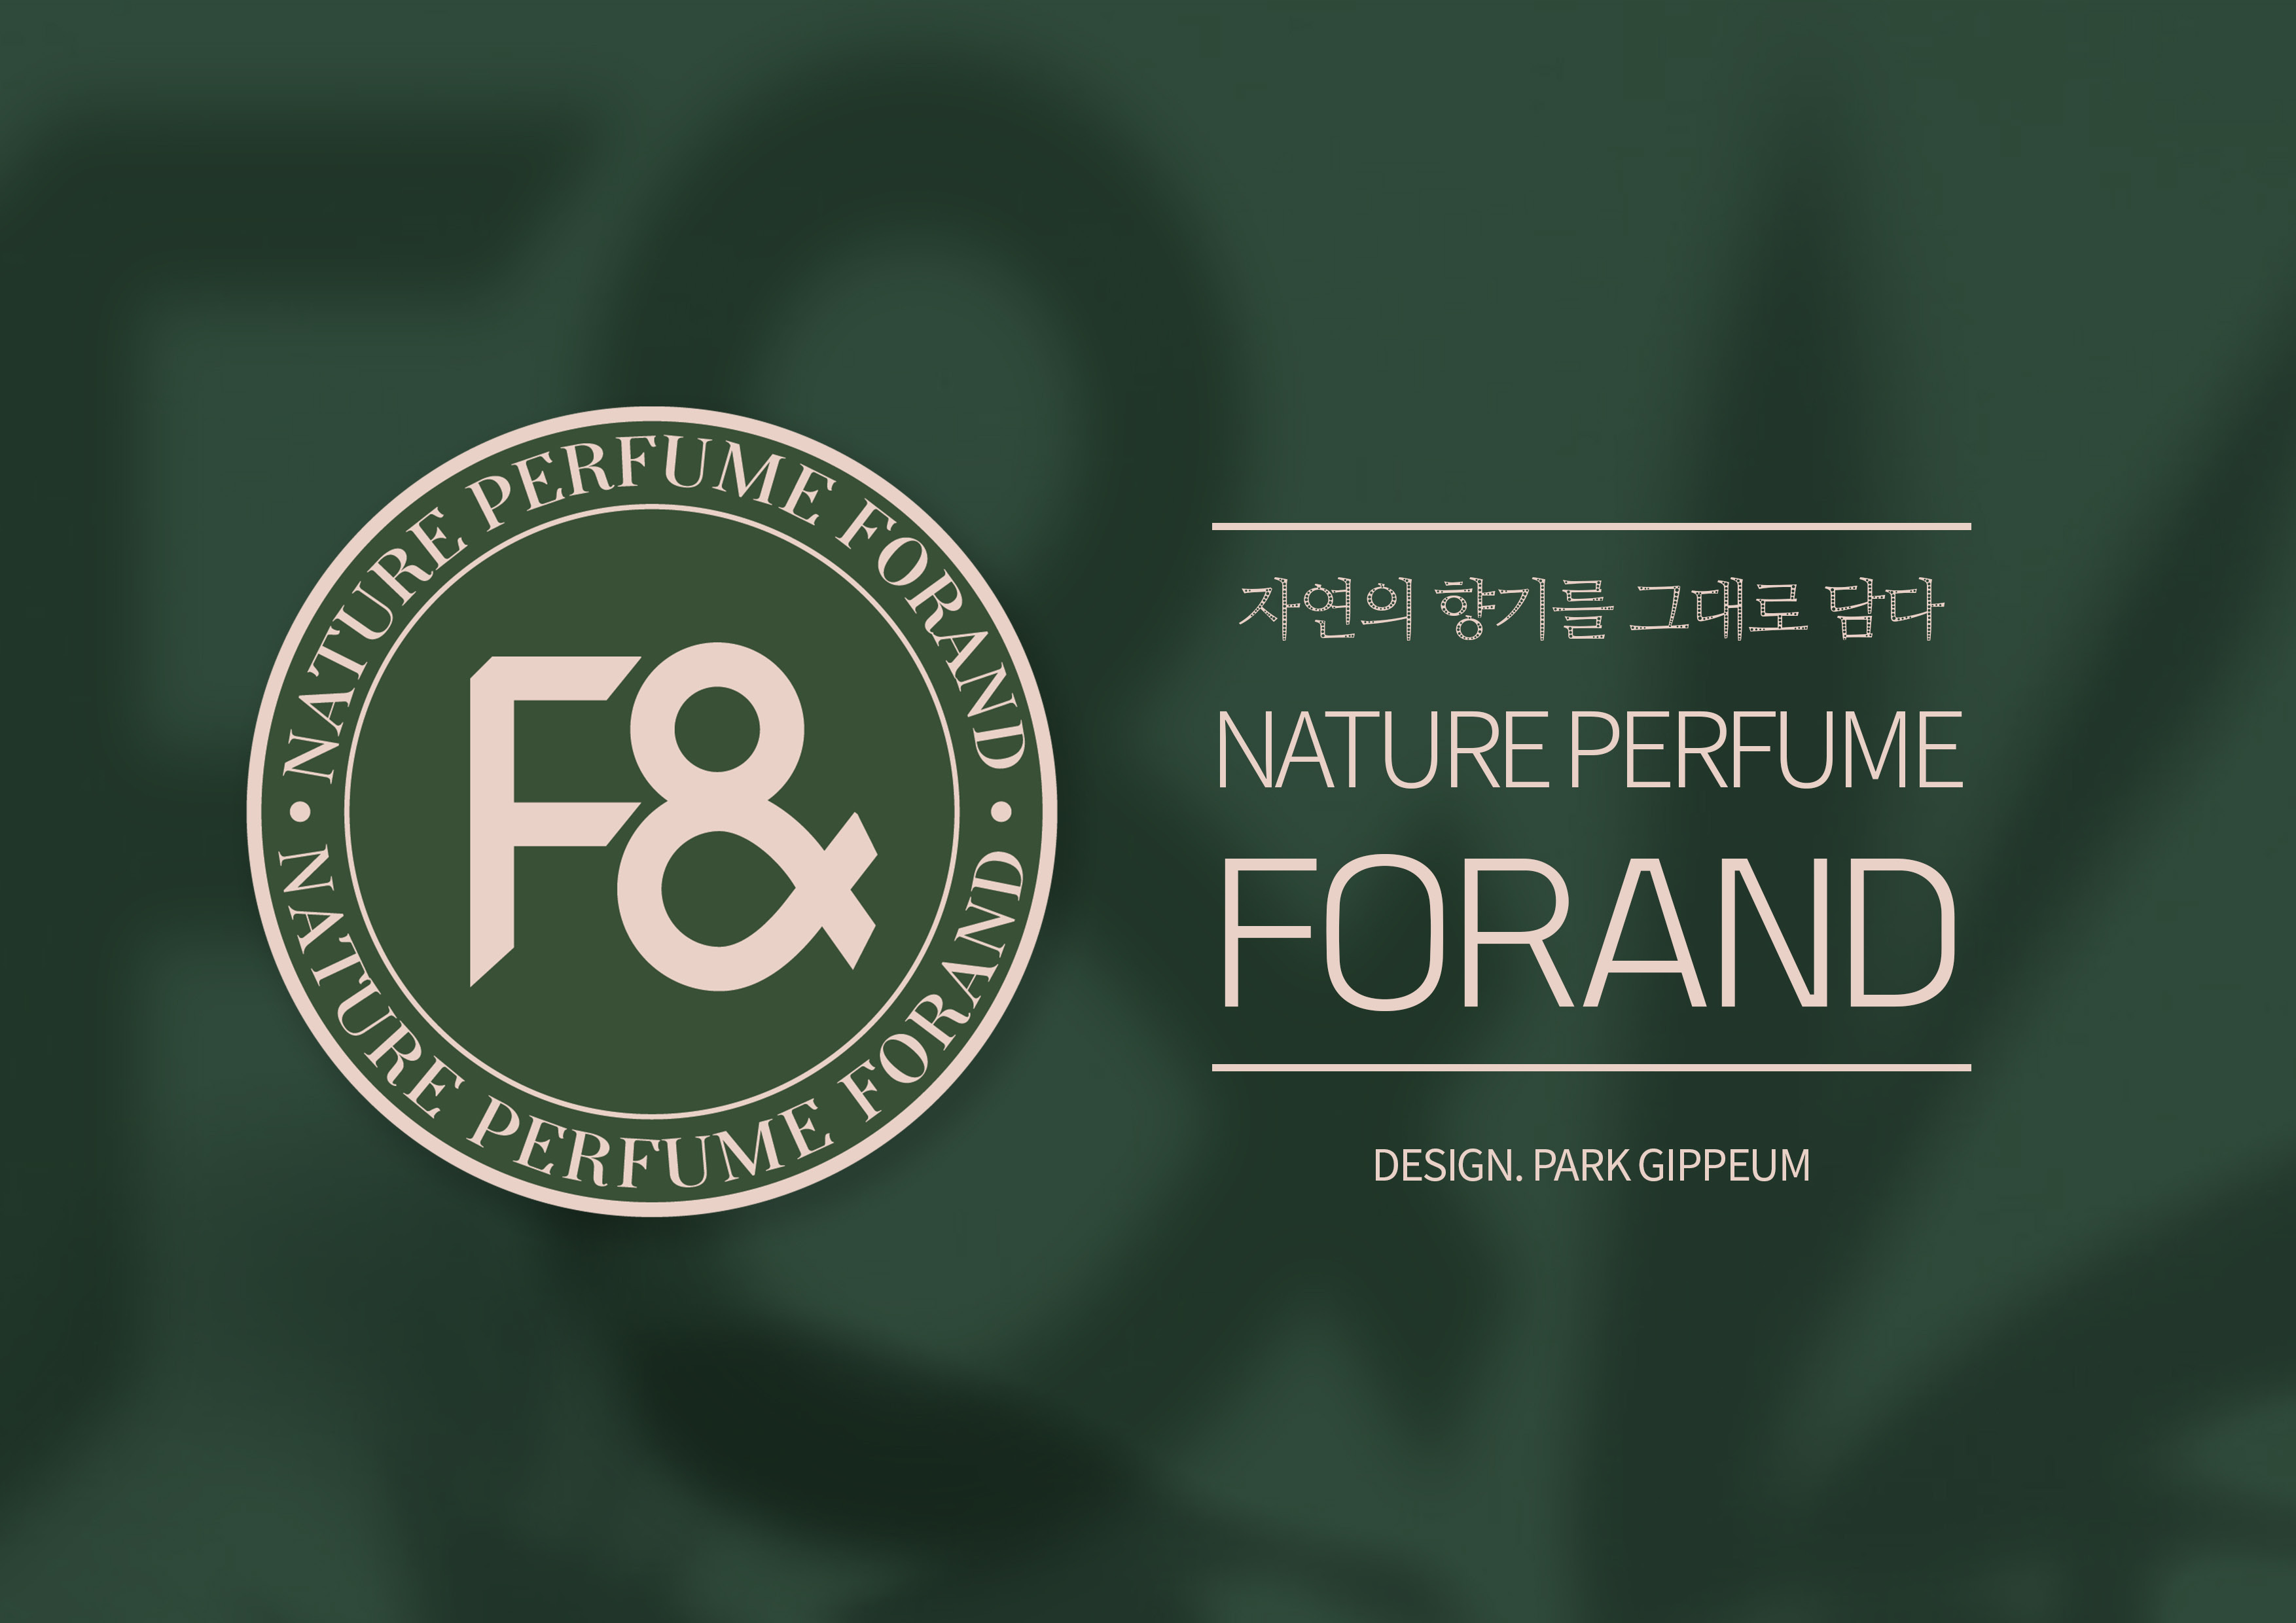 NATURE PERFUME FORAND
F&
NATURE PERFUME FORAND
자연의 향기를 그대로 담다
NATURE PERFUME
FORAND
DESIGN. PARK GIPPEUM